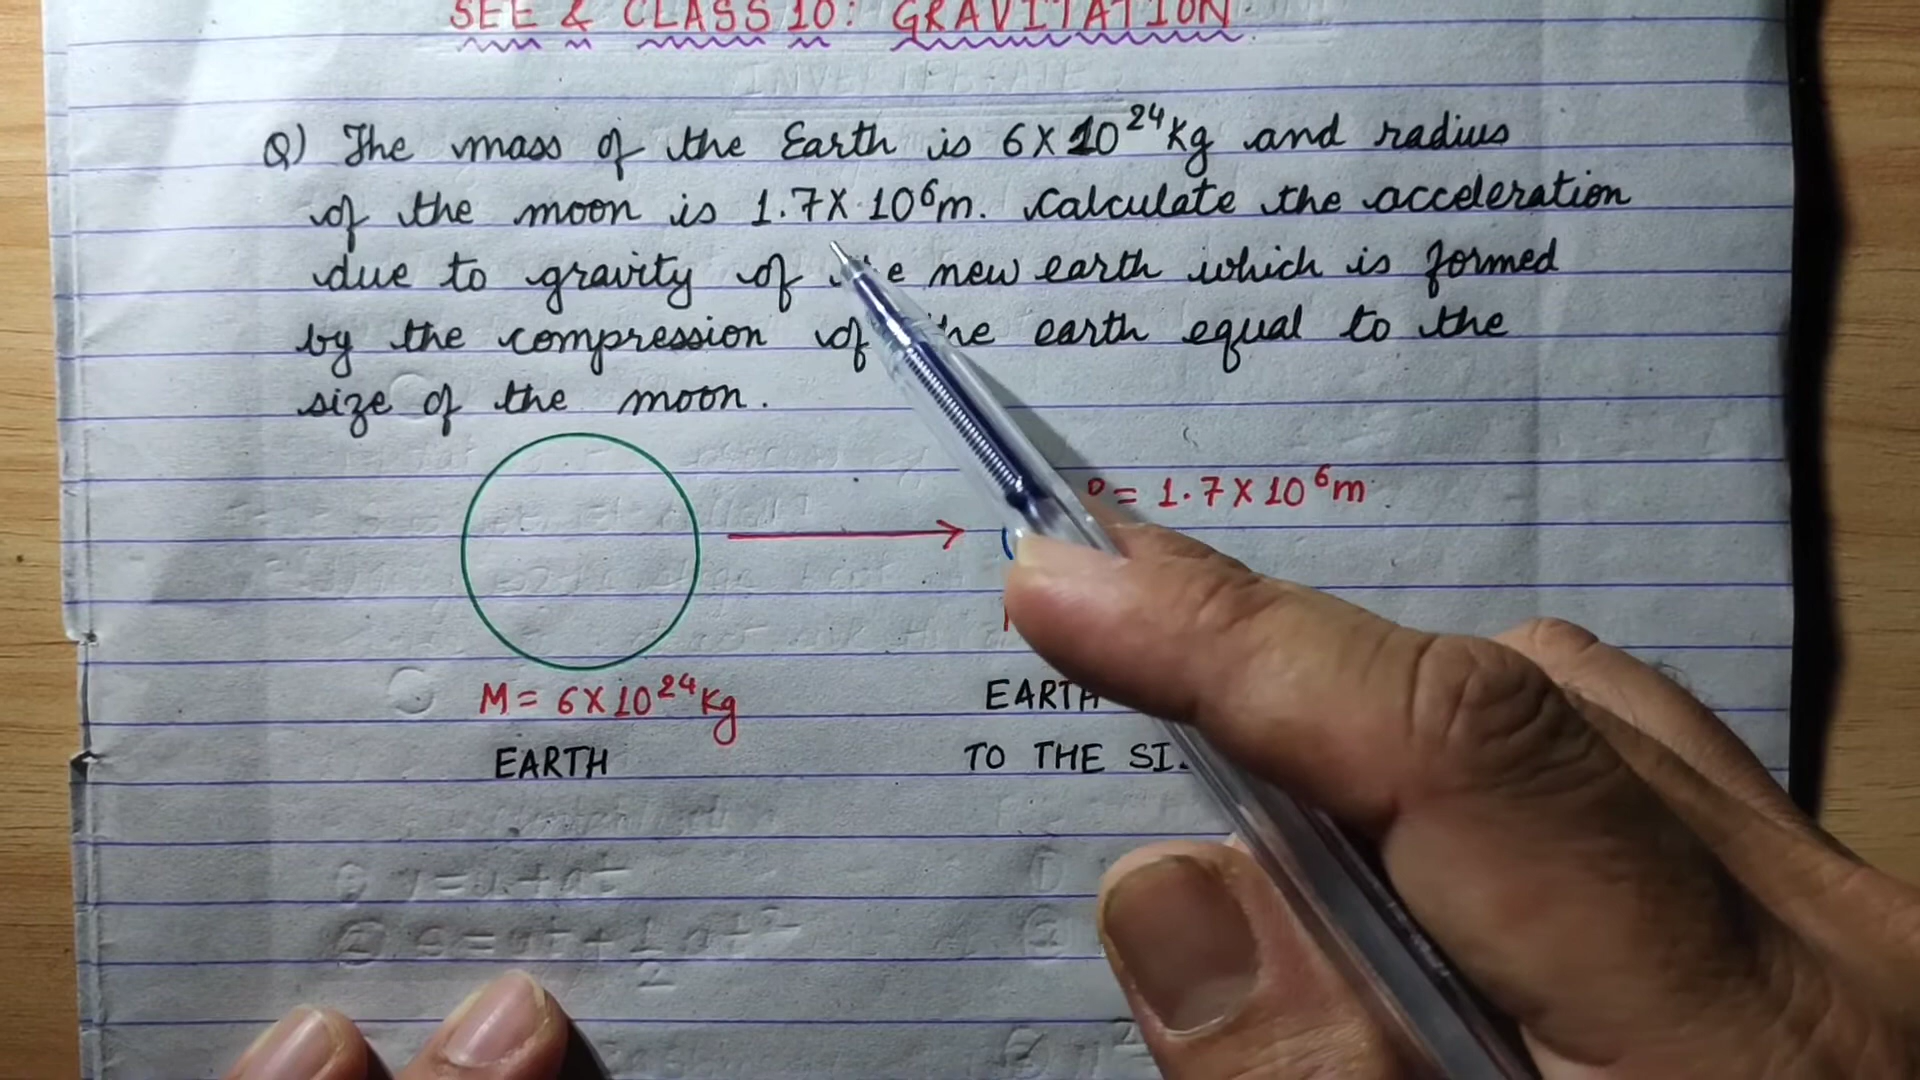 SEE & CLASS 10: GRAVITATION
Q) The mass of the Earth is 6 X 10²⁴ kg and radius
of the moon is 1.7 X 10⁶ m. Calculate the acceleration
due to gravity of new earth which is formed
by the compression of earth equal to the
size of the moon.
= 1.7 X 10⁶ m
M = 6 X 10²⁴ kg
EARTH
EARTH
TO THE